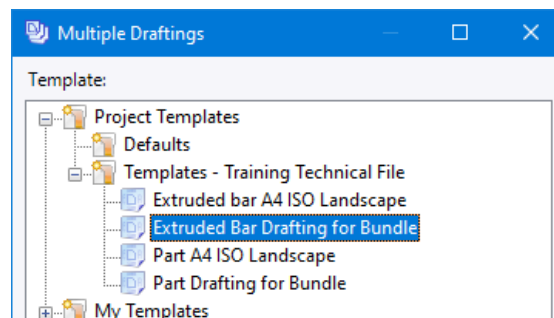 Multiple Draftings
Template:
Project Templates
Defaults
Templates - Training Technical File
Extruded bar A4 ISO Landscape
Extruded Bar Drafting for Bundle
Part A4 ISO Landscape
Part Drafting for Bundle
My Templates